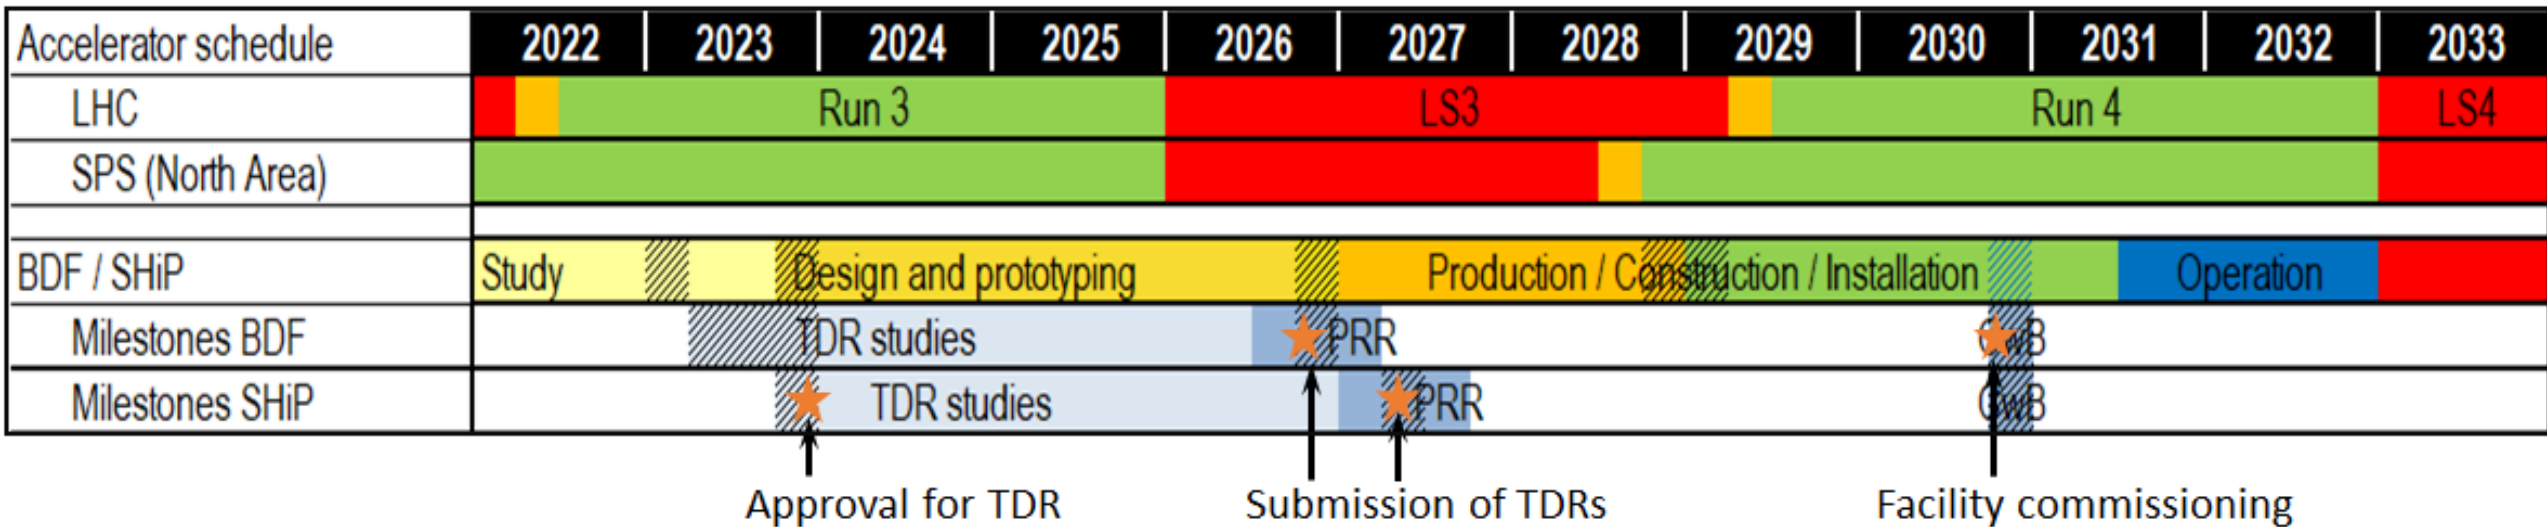 Accelerator schedule 2022 2023 2024 2025 2026 2027 2028 2029 2030 2031 2032 2033
LHC Run 3 LS3 Run 4 LS4
SPS (North Area)
BDF / SHiP Study Design and prototyping Production / Construction / Installation Operation
Milestones BDF TDR studies PRR CwB
Milestones SHiP TDR studies PRR CwB
Approval for TDR Submission of TDRs Facility commissioning